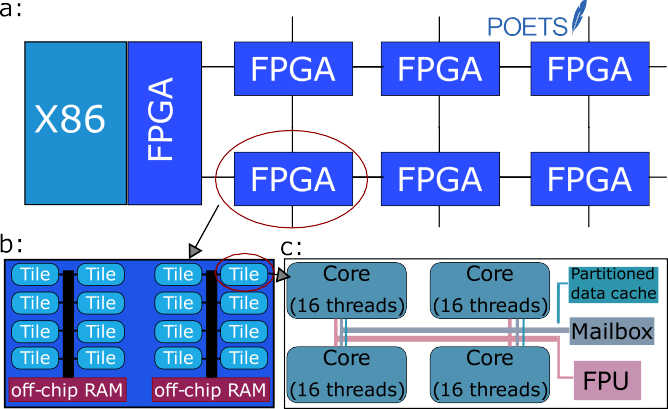 a:
POETS
X86
FPGA
FPGA
FPGA
FPGA
FPGA
FPGA
FPGA
b:
Tile Tile Tile Tile
Tile Tile Tile Tile
Tile Tile Tile Tile
Tile Tile Tile Tile
off-chip RAM off-chip RAM
c:
Core
(16 threads)
Core
(16 threads)
Core
(16 threads)
Core
(16 threads)
Partitioned
data cache
Mailbox
FPU